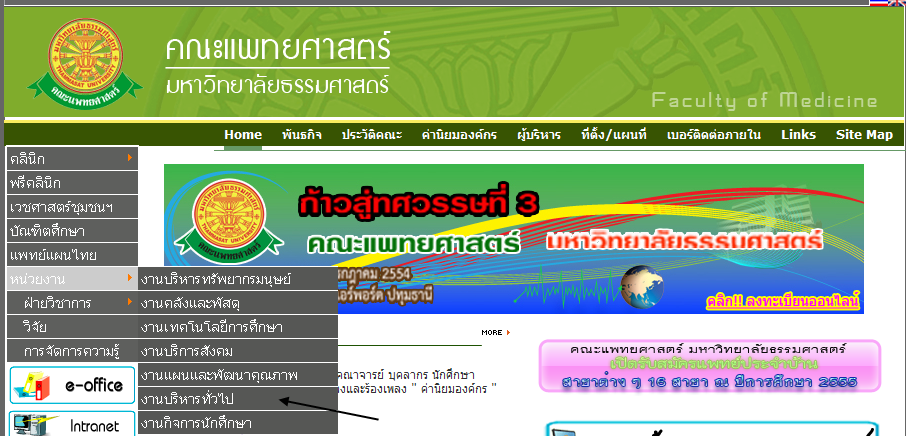 คณะแพทยศาสตร์
มหาวิทยาลัยธรรมศาสตร์
Faculty of Medicine
Home พันธกิจ ประวัติคณะ ค่านิยมองค์กร ผู้บริหาร ที่ตั้ง/แผนที่ เบอร์ติดต่อภายใน Links Site Map
คลินิก
พรีคลินิก
เวชศาสตร์ชุมชนฯ
บัณฑิตศึกษา
แพทย์แผนไทย
หน่วยงาน
ฝ่ายวิชาการ
วิจัย
การจัดการความรู้
e-office
Intranet
งานบริหารทรัพยากรมนุษย์
งานคลังและพัสดุ
งานเทคโนโลยีการศึกษา
งานบริการสังคม
งานแผนและพัฒนาคุณภาพ
งานบริหารทั่วไป
งานกิจการนักศึกษา
ก้าวสู่ทศวรรษที่ 3
คณะแพทยศาสตร์ มหาวิทยาลัยธรรมศาสตร์
กรกฎาคม 2554
ปทุมธานี
คลิก!! ลงทะเบียนออนไลน์
MORE
คณาจารย์ บุคลากร นักศึกษา
งและร้องเพลง " ค่านิยมองค์กร "
คณะแพทยศาสตร์ มหาวิทยาลัยธรรมศาสตร์
เปิดรับสมัครแพทย์ประจำบ้าน
สาขาต่าง ๆ 16 สาขา ณ ปีการศึกษา 2555